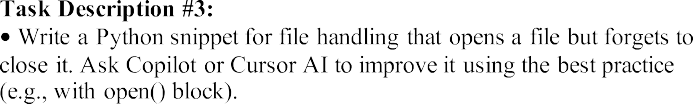 Task Description #3:
• Write a Python snippet for file handling that opens a file but forgets to
close it. Ask Copilot or Cursor AI to improve it using the best practice
(e.g., with open() block).